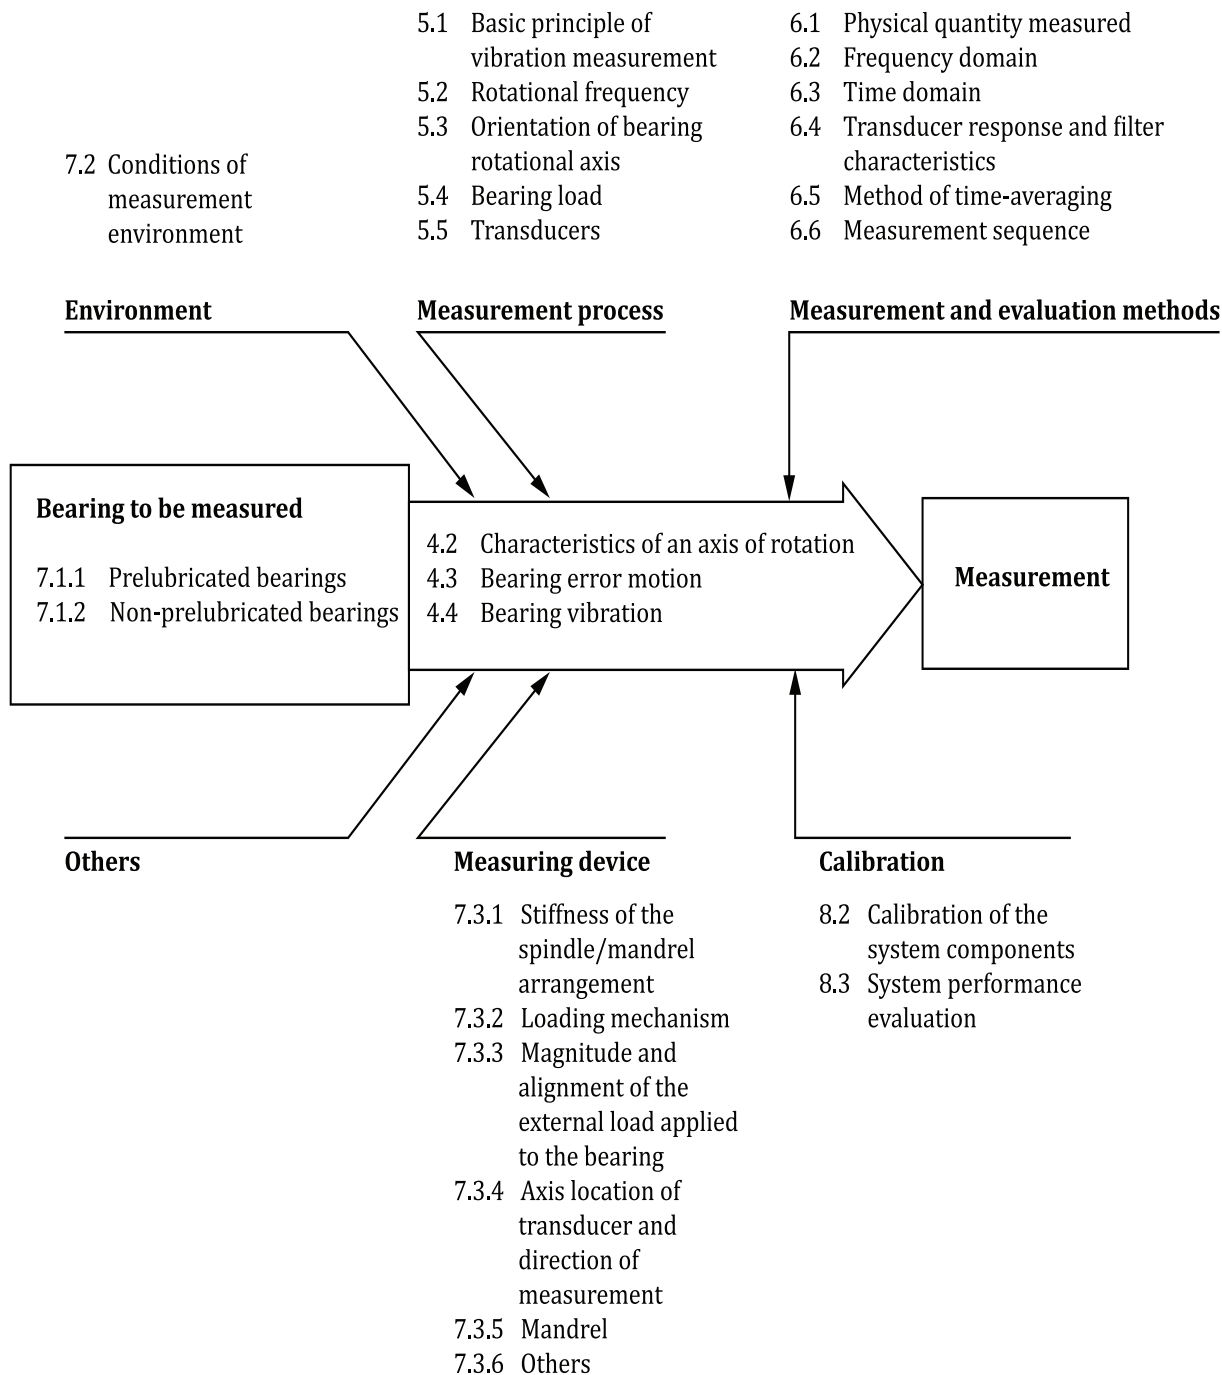 7.2 Conditions of
measurement
environment
5.1 Basic principle of
vibration measurement
5.2 Rotational frequency
5.3 Orientation of bearing
rotational axis
5.4 Bearing load
5.5 Transducers
6.1 Physical quantity measured
6.2 Frequency domain
6.3 Time domain
6.4 Transducer response and filter
characteristics
6.5 Method of time-averaging
6.6 Measurement sequence
Environment
Measurement process
Measurement and evaluation methods
Bearing to be measured
7.1.1 Prelubricated bearings
7.1.2 Non-prelubricated bearings
4.2 Characteristics of an axis of rotation
4.3 Bearing error motion
4.4 Bearing vibration
Measurement
Others
Measuring device
7.3.1 Stiffness of the
spindle/mandrel
arrangement
7.3.2 Loading mechanism
7.3.3 Magnitude and
alignment of the
external load applied
to the bearing
7.3.4 Axis location of
transducer and
direction of
measurement
7.3.5 Mandrel
7.3.6 Others
Calibration
8.2 Calibration of the
system components
8.3 System performance
evaluation